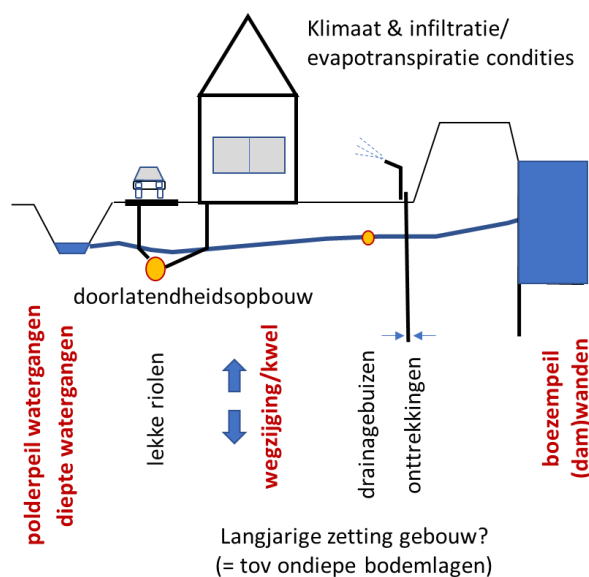 Klimaat & infiltratie/
evapotranspiratie condities
doorlatendheidsopbouw
polderpeil watergangen
diepte watergangen
lekke riolen
wegzijging/kwel
drainagebuizen
onttrekkingen
boezempeil
(dam)wanden
Langjarige zetting gebouw?
(= tov ondiepe bodemlagen)